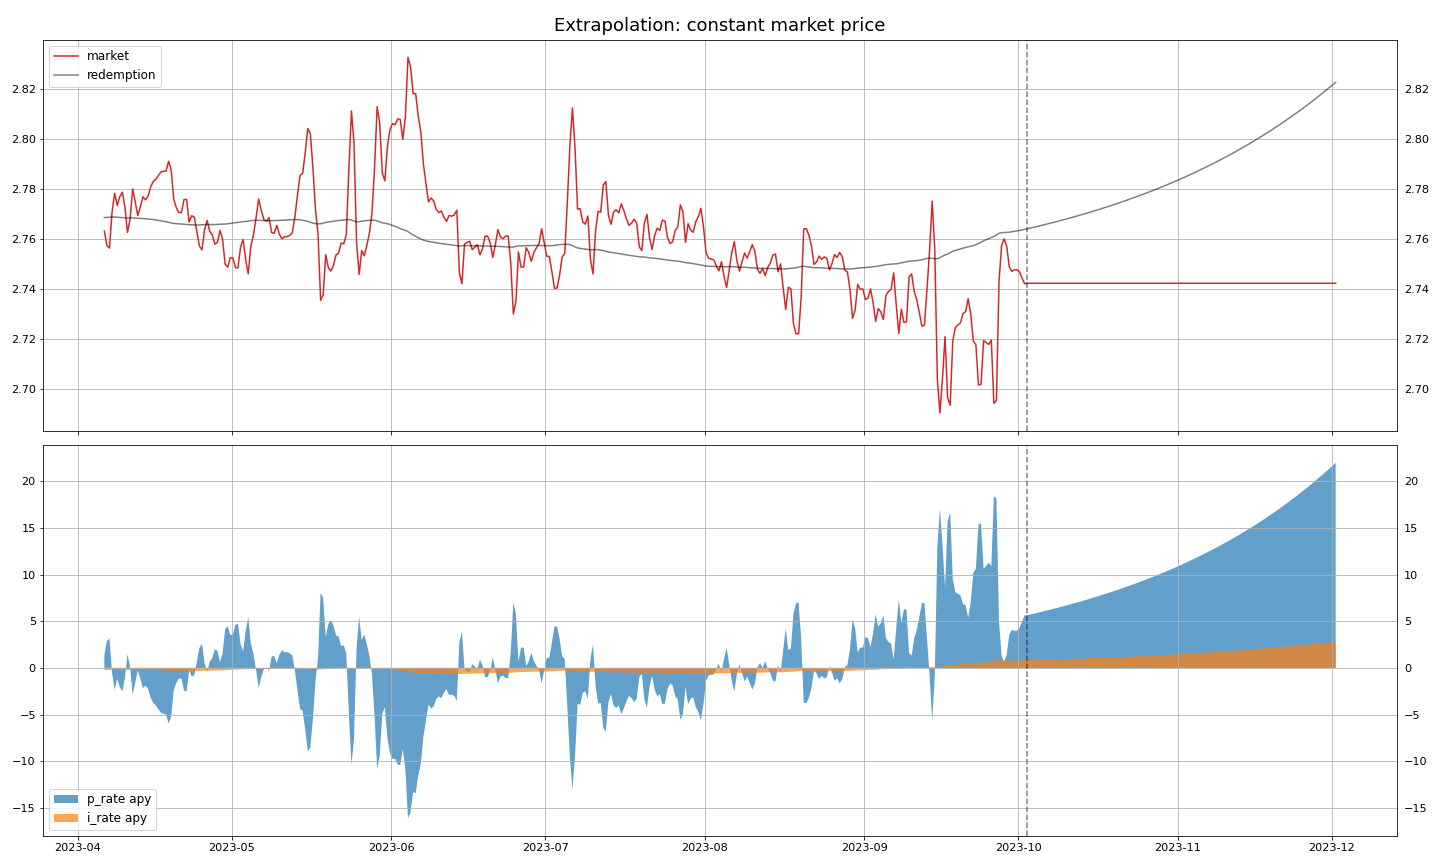 Extrapolation: constant market price
market
redemption
2.82 2.82
2.80 2.80
2.78 2.78
2.76 2.76
2.74 2.74
2.72 2.72
2.70 2.70
20 20
15 15
10 10
5 5
0 0
−5 −5
−10 −10
−15 −15
p_rate apy
i_rate apy
2023-04 2023-05 2023-06 2023-07 2023-08 2023-09 2023-10 2023-11 2023-12